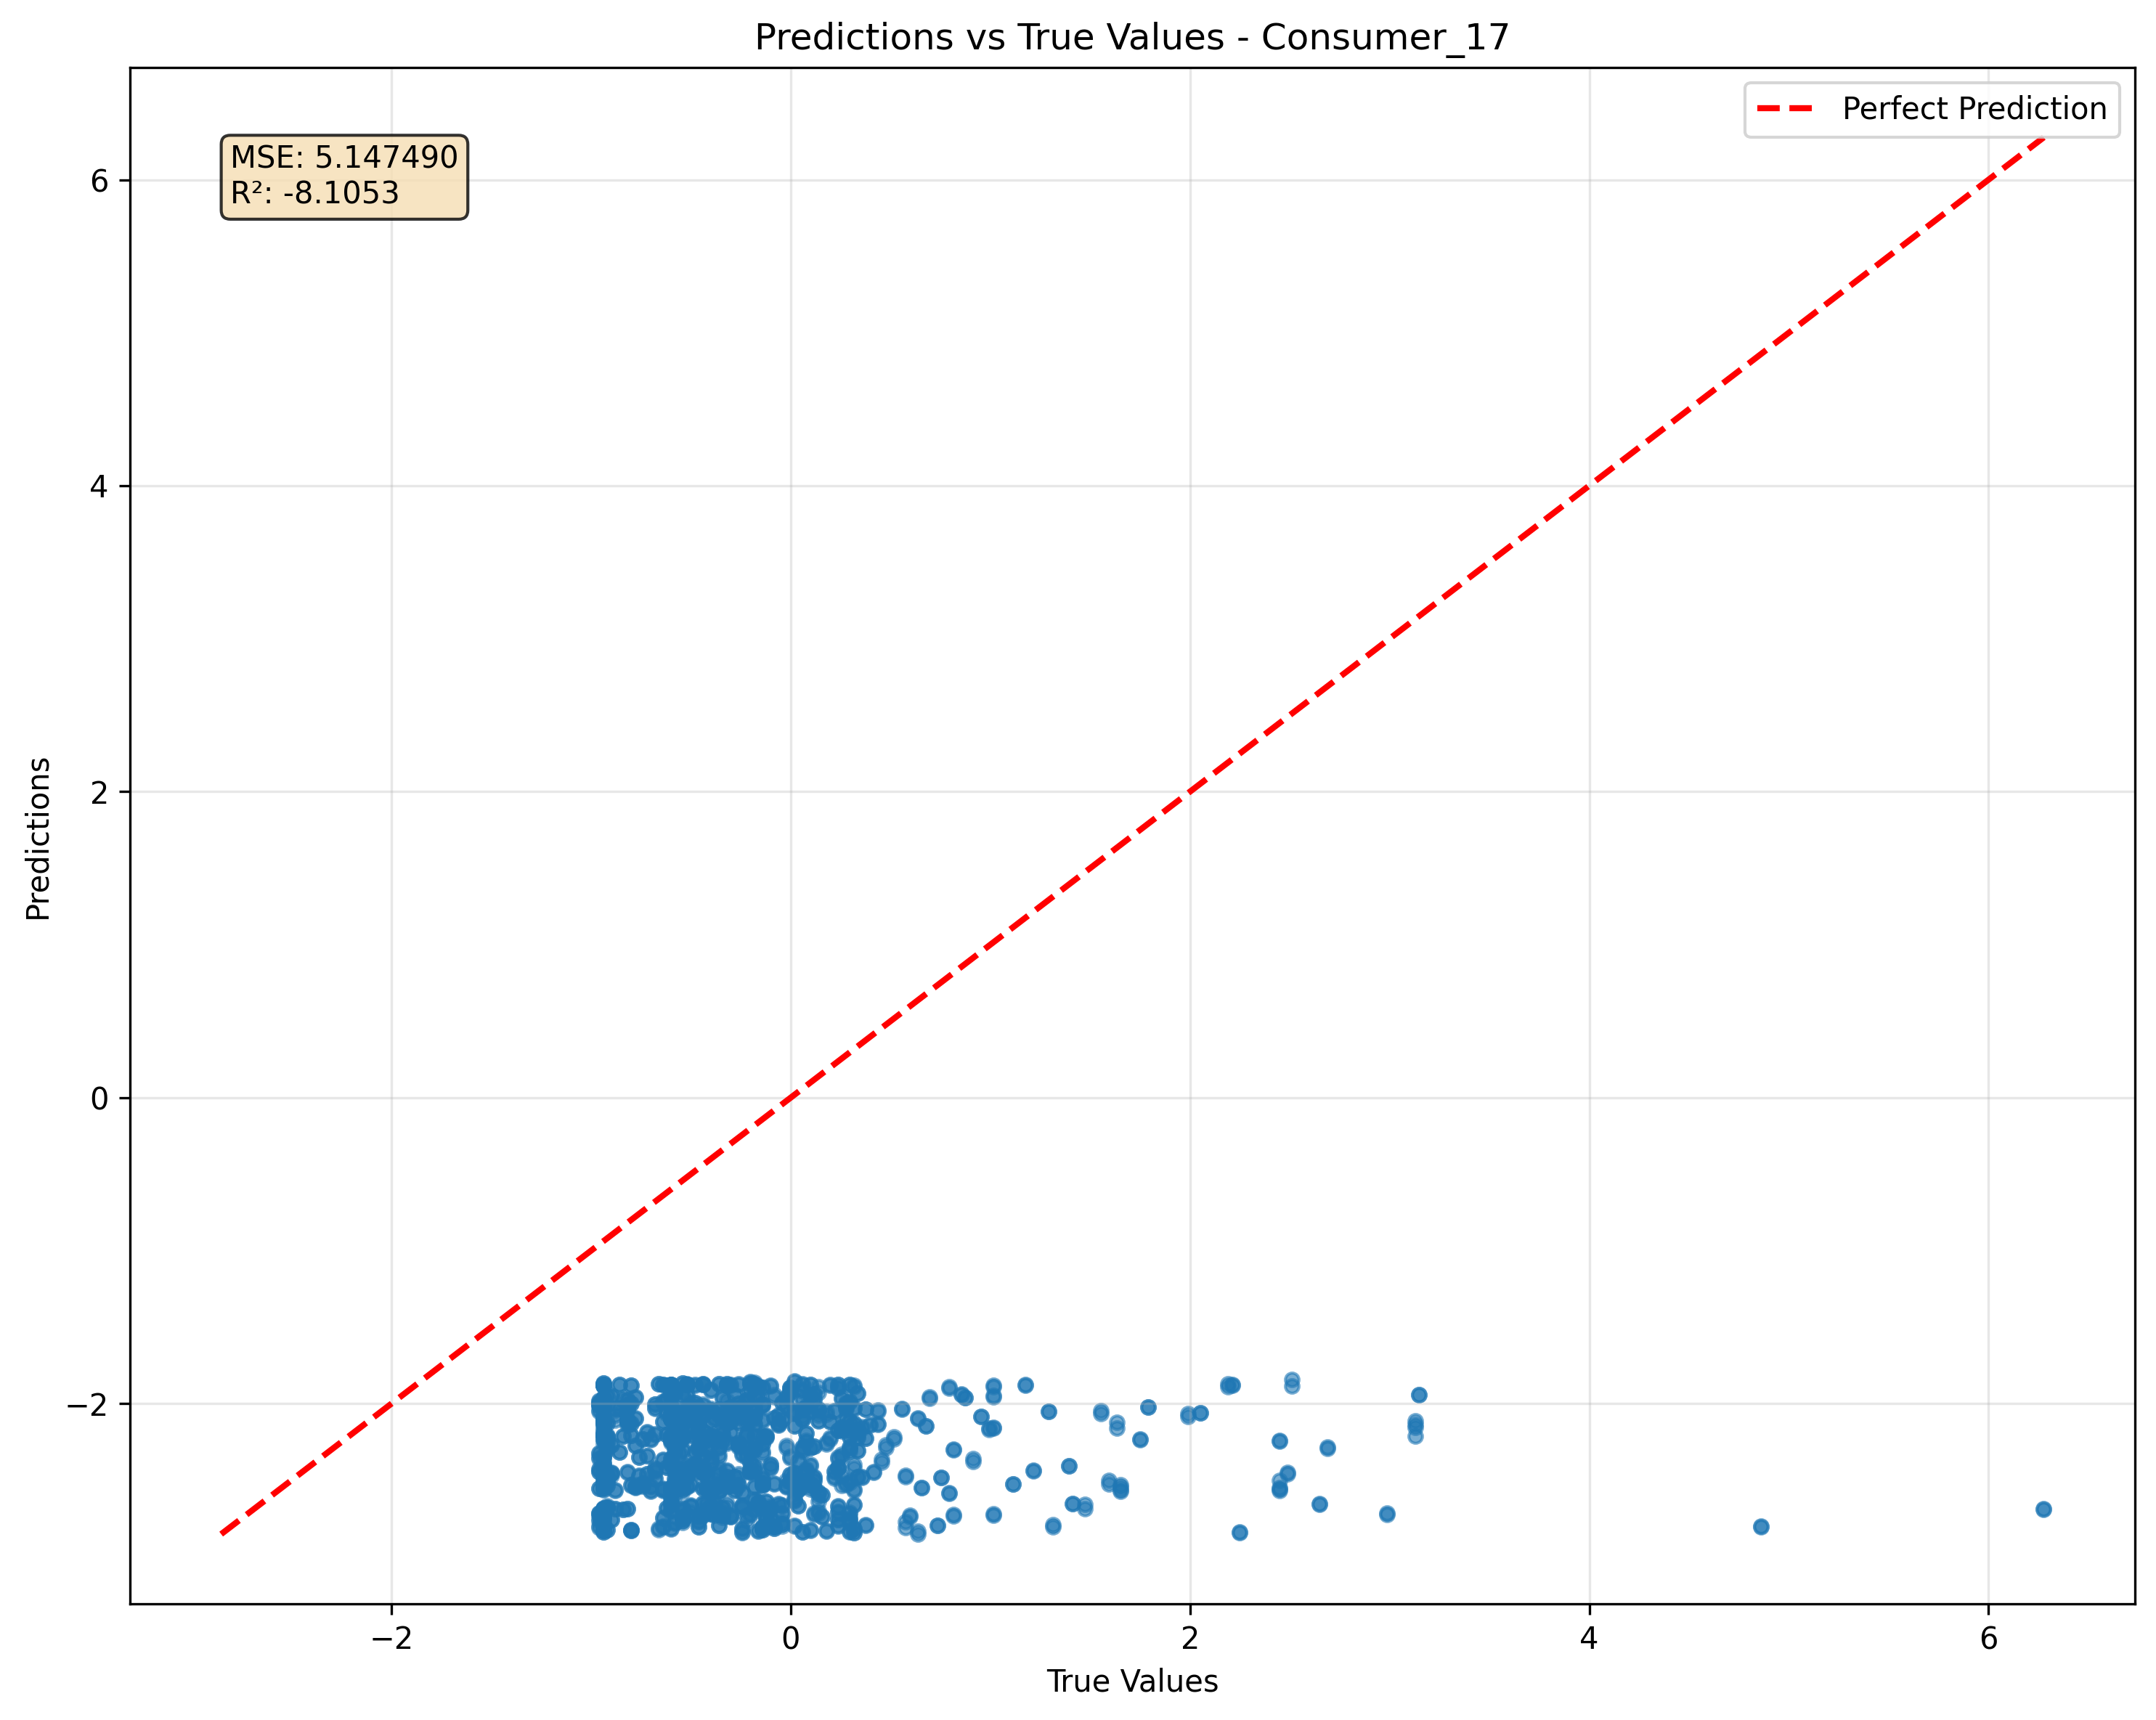 Predictions vs True Values - Consumer_17
Perfect Prediction
MSE: 5.147490
R²: -8.1053
6
4
2
0
−2
Predictions
−2
0
2
4
6
True Values